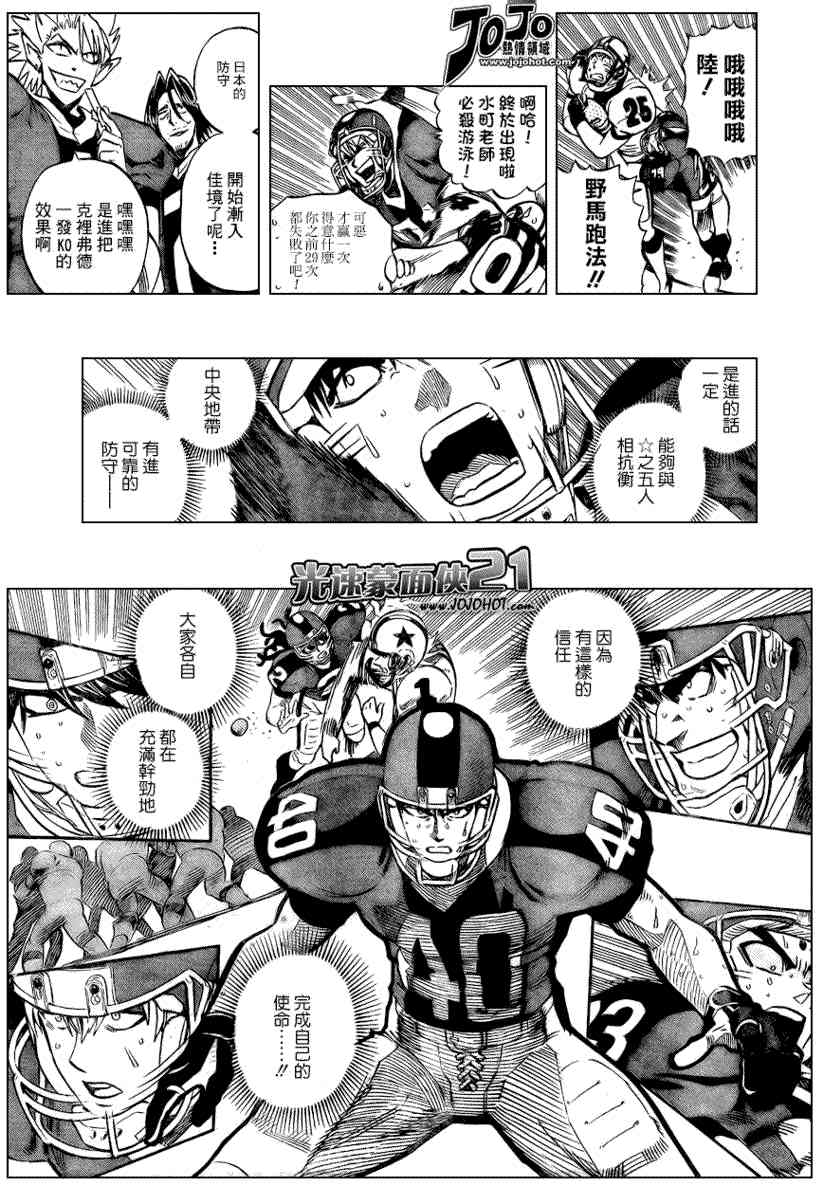 JOJO
熱情領域
www.jojohot.com
哦哦哦哦
陸！
野馬跑法!!
啊哈！
終於出現啦
水町老師
必殺游泳！
可惡
才贏一次
得意什麼
你之前29次
都失敗了吧！
25
日本的
防守
開始漸入
佳境了呢…
嘿嘿嘿
是進把
克裡弗德
一發KO的
效果啊
是進的話
一定
能夠與
☆之五人
相抗衡
中央地帶
有進
可靠的
防守──
光速蒙面俠21
www.JOJOHOT.com
因為
有這樣的
信任
大家各自
都在
充滿幹勁地
1
40
40
40
完成自己的
使命……!!